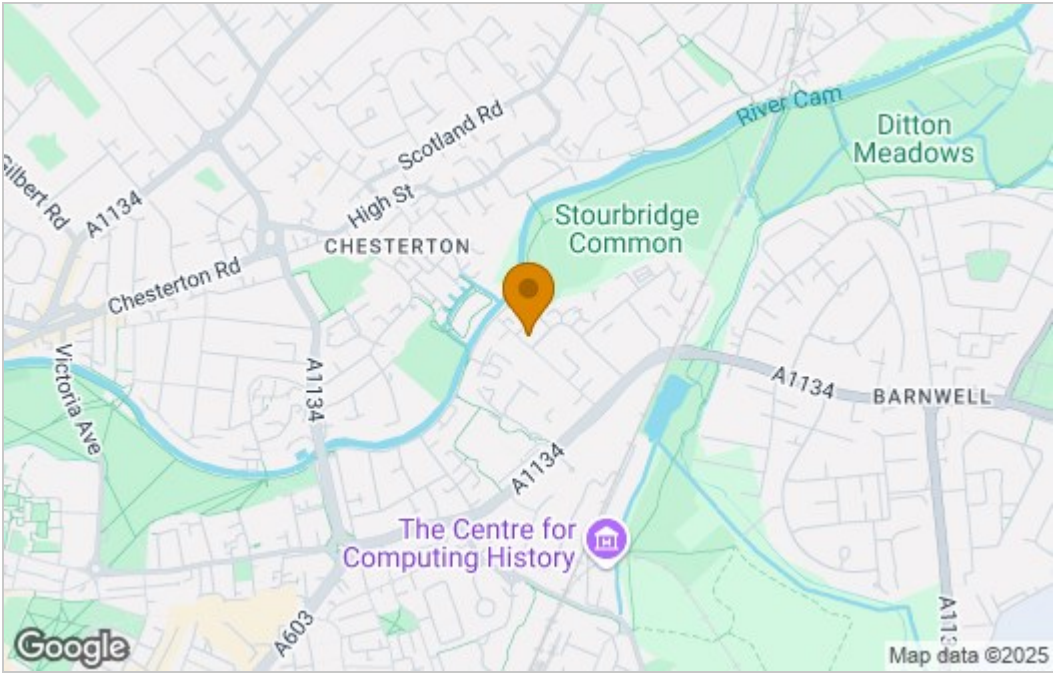 River Cam
Ditton
Meadows
Scotland Rd
Gilbert Rd
A1134
High St
Stourbridge
Common
CHESTERTON
Chesterton Rd
Victoria Ave
A1134
A1134
BARNWELL
A1134
The Centre for
Computing History
A603
A113
Google
Map data ©2025